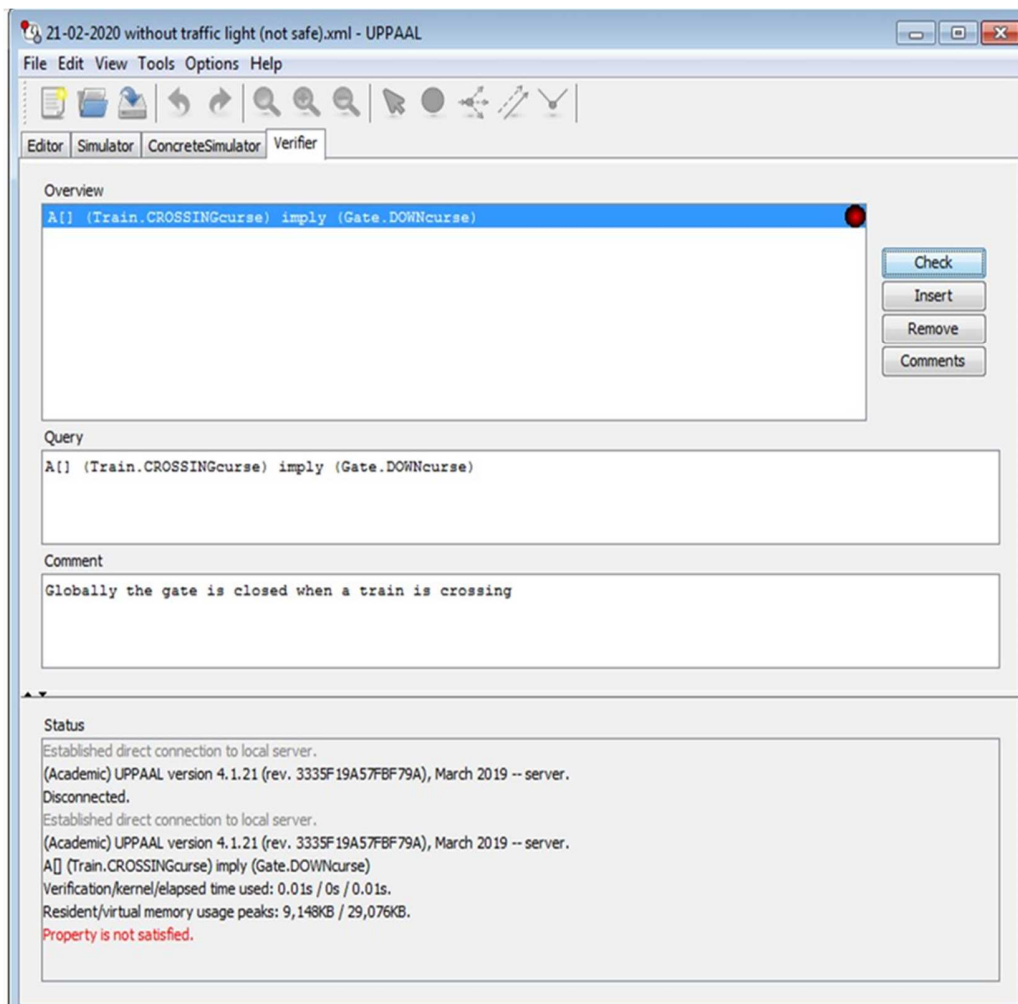 21-02-2020 without traffic light (not safe).xml - UPPAAL
File Edit View Tools Options Help
Editor Simulator ConcreteSimulator Verifier
Overview
A[] (Train.CROSSINGcurse) imply (Gate.DOWNcurse)
Check
Insert
Remove
Comments
Query
A[] (Train.CROSSINGcurse) imply (Gate.DOWNcurse)
Comment
Globally the gate is closed when a train is crossing
Status
Established direct connection to local server.
(Academic) UPPAAL version 4.1.21 (rev. 3335F19A57FBF79A), March 2019 -- server.
Disconnected.
Established direct connection to local server.
(Academic) UPPAAL version 4.1.21 (rev. 3335F19A57FBF79A), March 2019 -- server.
A[] (Train.CROSSINGcurse) imply (Gate.DOWNcurse)
Verification/kernel/elapsed time used: 0.01s / 0s / 0.01s.
Resident/virtual memory usage peaks: 9,148KB / 29,076KB.
Property is not satisfied.